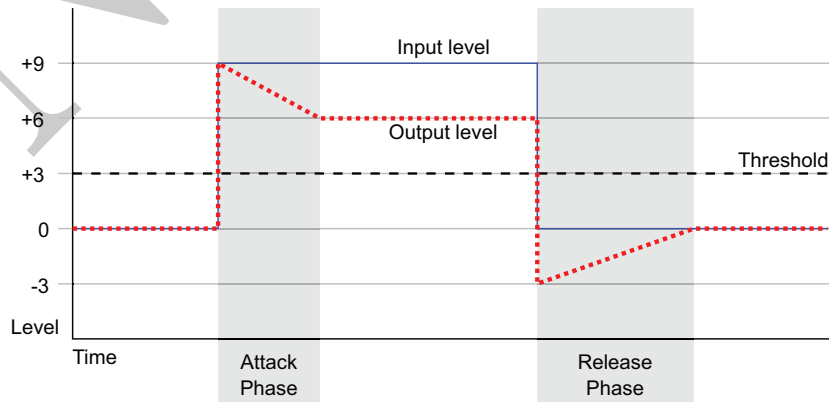 Input level
+9
+6
Output level
Threshold
+3
0
-3
Level
Time
Attack
Phase
Release
Phase